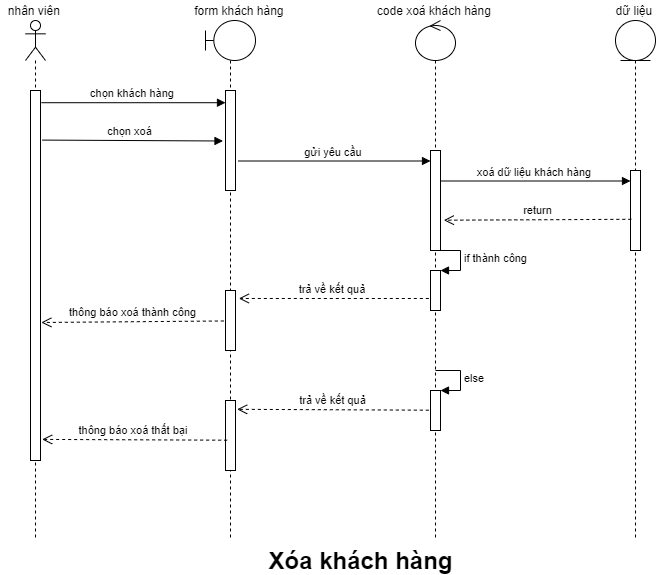 nhân viên
form khách hàng
code xoá khách hàng
dữ liệu
chọn khách hàng
chọn xoá
gửi yêu cầu
xoá dữ liệu khách hàng
return
if thành công
trả về kết quả
thông báo xoá thành công
else
trả về kết quả
thông báo xoá thất bại
Xóa khách hàng